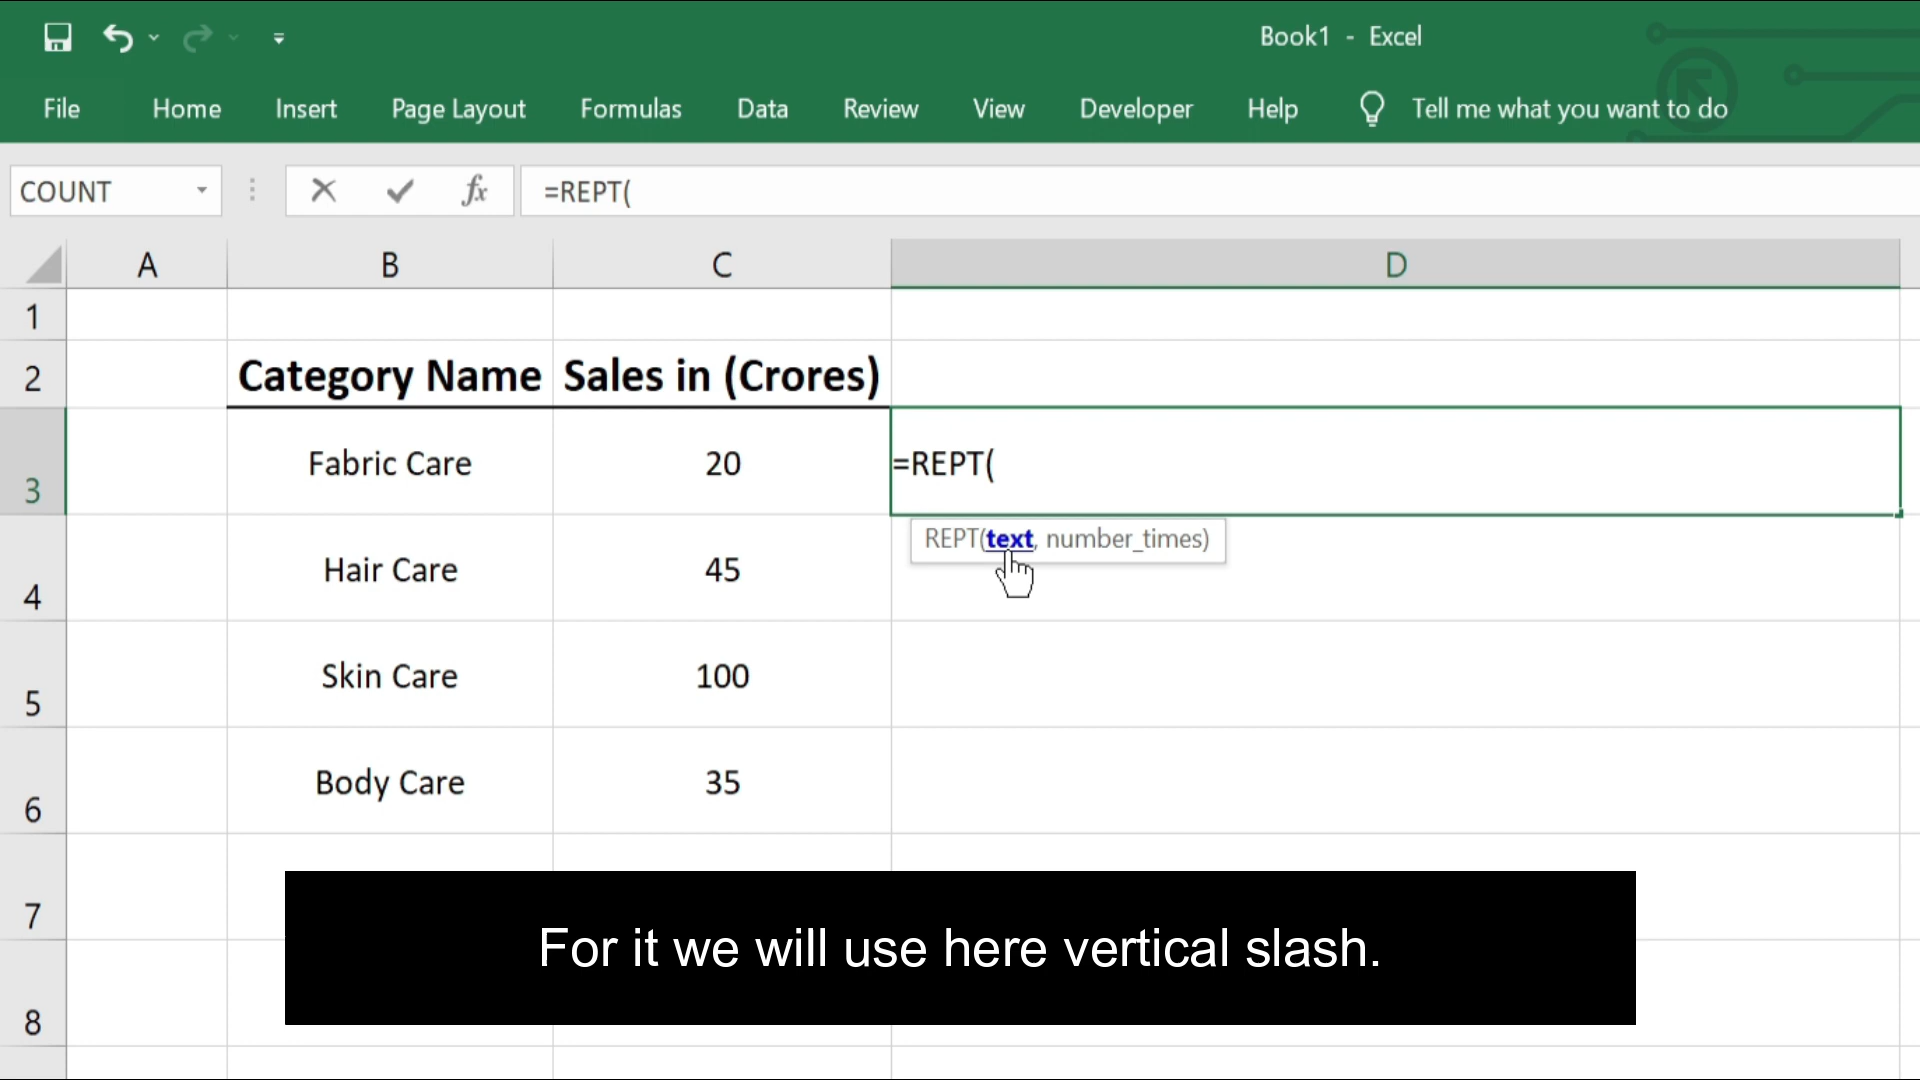 Book1 - Excel
File Home Insert Page Layout Formulas Data Review View Developer Help Tell me what you want to do
COUNT fx =REPT(
A B C D
1
2 Category Name Sales in (Crores)
3 Fabric Care 20 =REPT(
REPT(text, number_times)
4 Hair Care 45
5 Skin Care 100
6 Body Care 35
7
For it we will use here vertical slash.
8